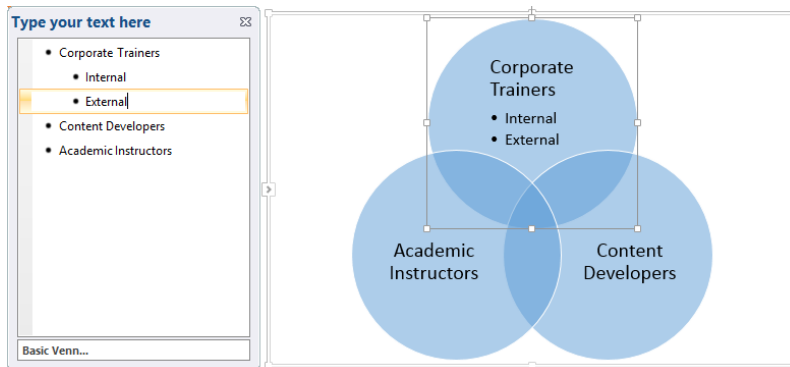 Type your text here
• Corporate Trainers
• Internal
• External
• Content Developers
• Academic Instructors
Basic Venn...
Corporate
Trainers
• Internal
• External
Academic
Instructors
Content
Developers